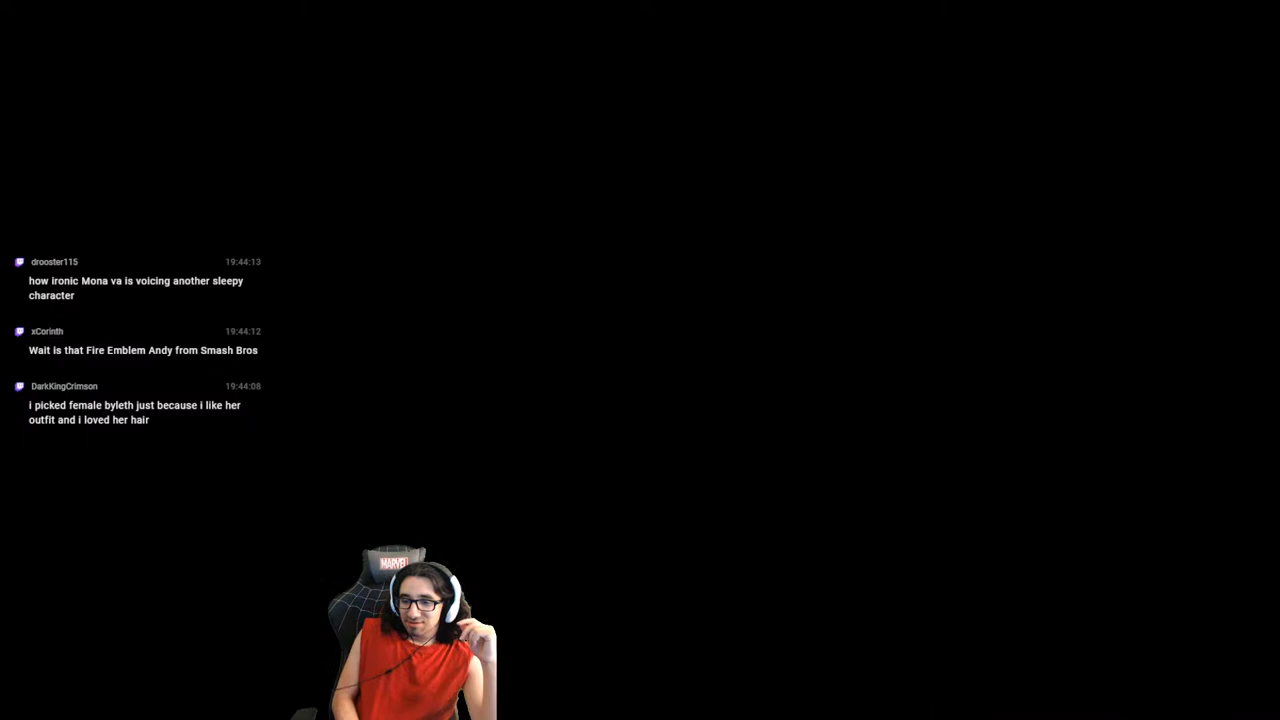 drooster115 19:44:13
how ironic Mona va is voicing another sleepy
character
xCorinth 19:44:12
Wait is that Fire Emblem Andy from Smash Bros
DarkKingCrimson 19:44:08
i picked female byleth just because i like her
outfit and i loved her hair
MARVEL